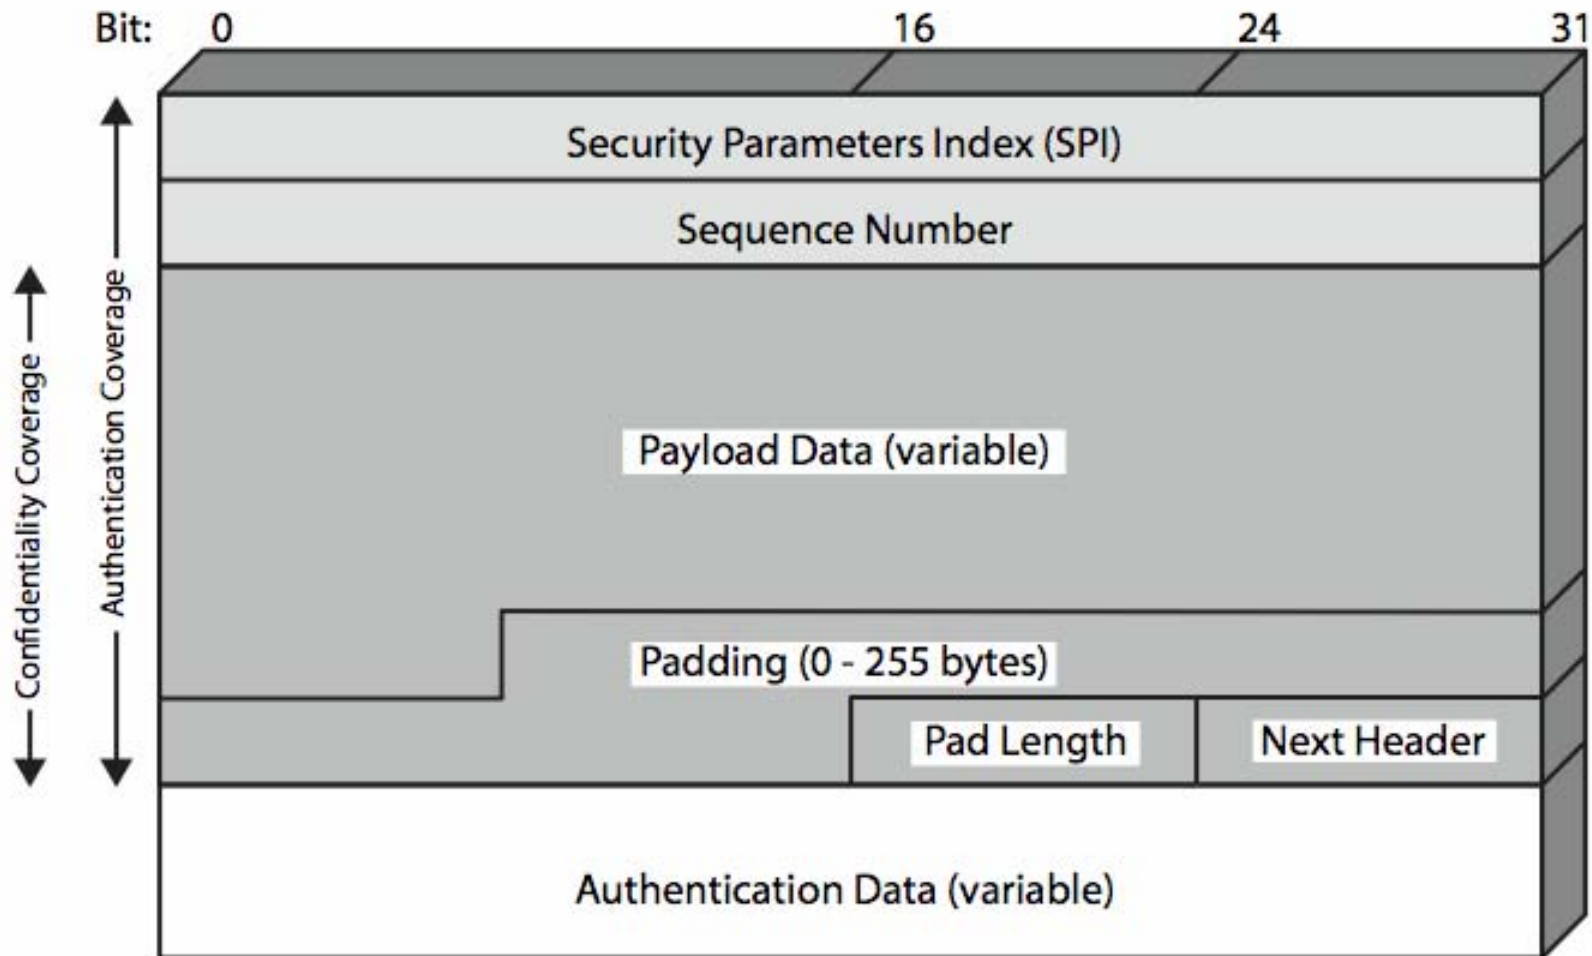 Bit: 0 16 24 31
Security Parameters Index (SPI)
Sequence Number
Confidentiality Coverage
Authentication Coverage
Payload Data (variable)
Padding (0 - 255 bytes)
Pad Length Next Header
Authentication Data (variable)